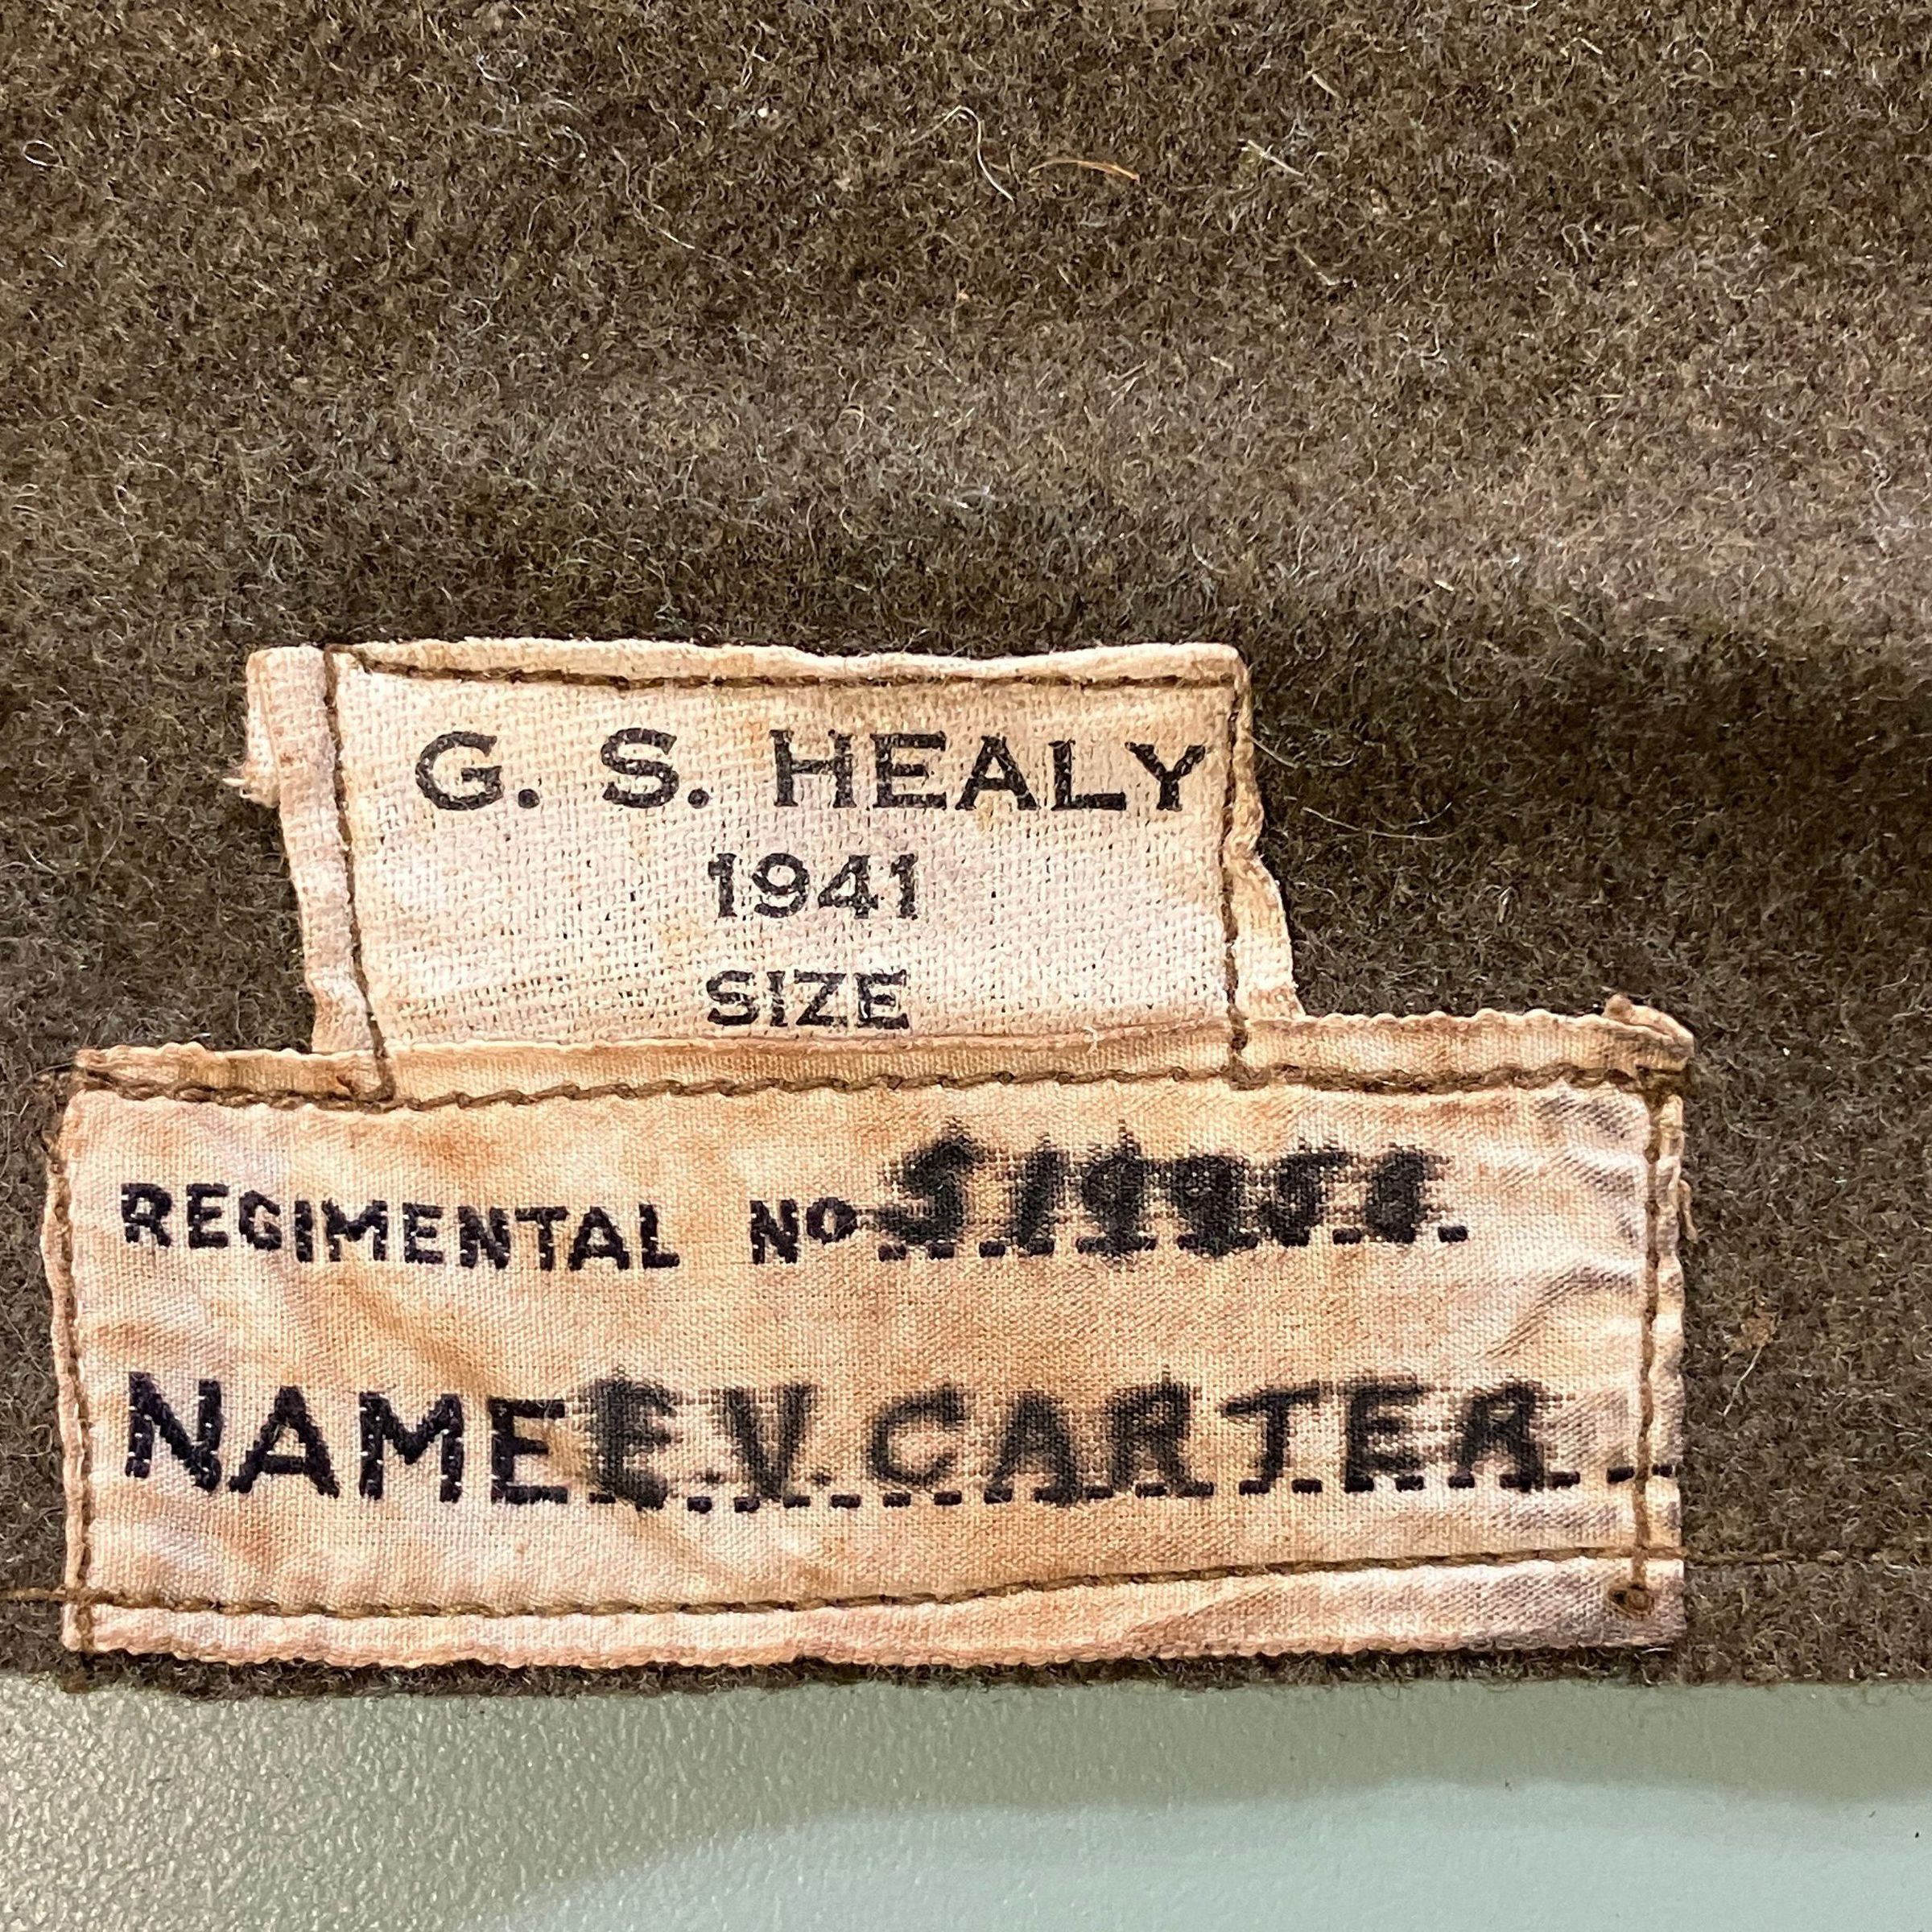 G. S. HEALY
1941
SIZE
REGIMENTAL Nº
NAME E.V. CARTER